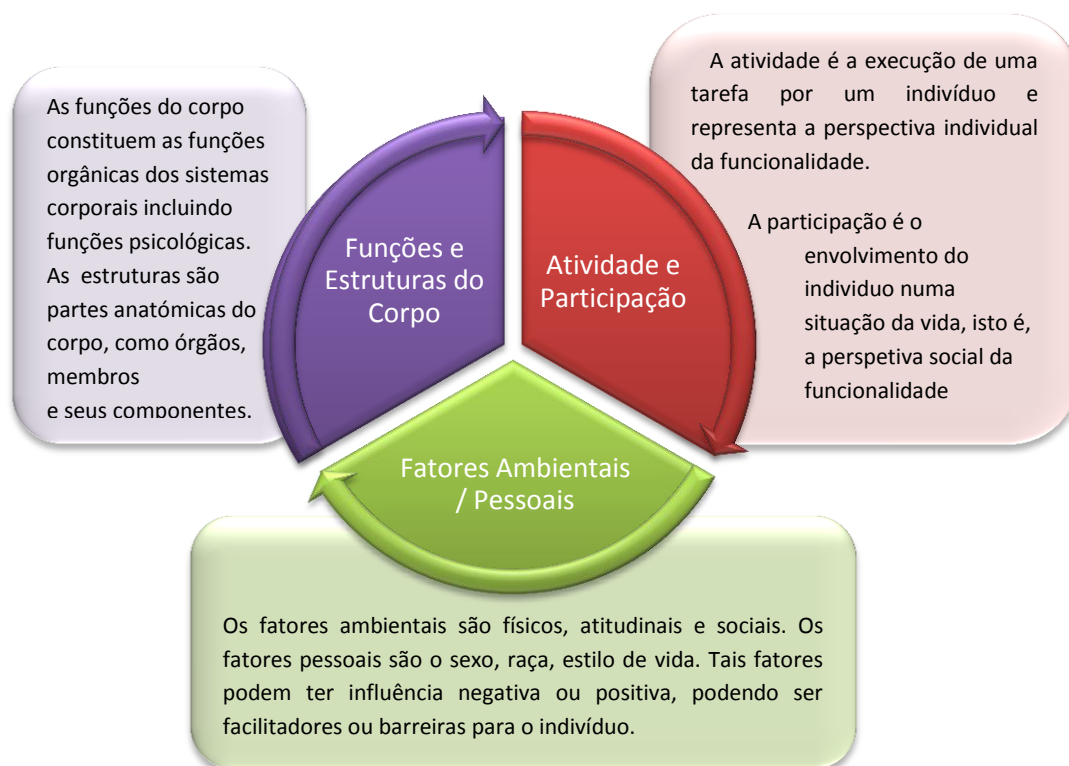 As funções do corpo
constituem as funções
orgânicas dos sistemas
corporais incluindo
funções psicológicas.
As estruturas são
partes anatómicas do
corpo, como órgãos,
membros
e seus componentes.
Funções e
Estruturas do
Corpo
Atividade e
Participação
A atividade é a execução de uma
tarefa por um indivíduo e
representa a perspectiva individual
da funcionalidade.
A participação é o
envolvimento do
individuo numa
situação da vida, isto é,
a perspetiva social da
funcionalidade
Fatores Ambientais
/ Pessoais
Os fatores ambientais são físicos, atitudinais e sociais. Os
fatores pessoais são o sexo, raça, estilo de vida. Tais fatores
podem ter influência negativa ou positiva, podendo ser
facilitadores ou barreiras para o indivíduo.